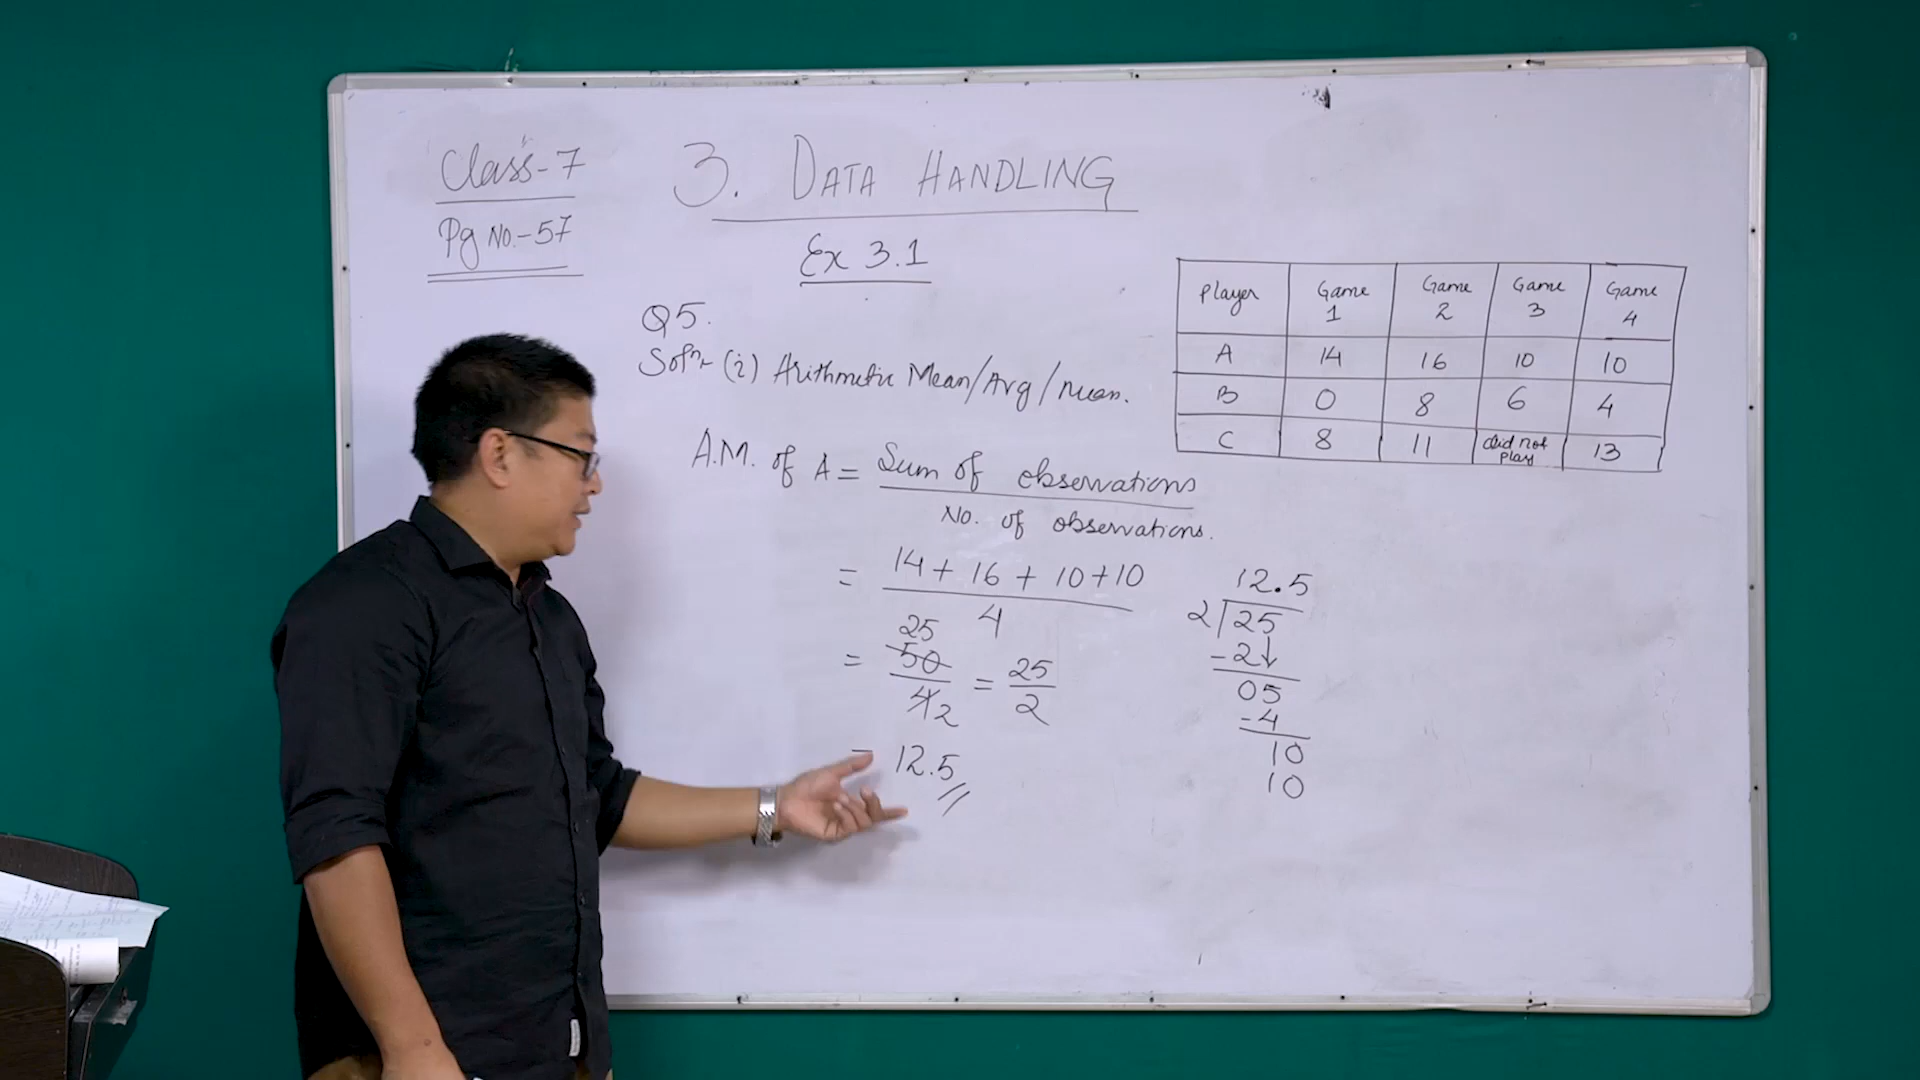 Class-7
Pg No.-57
3. DATA HANDLING
Ex 3.1
Player Game 1 Game 2 Game 3 Game 4
A 14 16 10 10
B 0 8 6 4
C 8 11 did not play 13
Q5.
Soln- (i) Arithmetic Mean/Avg/mean.
A.M. of A = Sum of observations
No. of observations.
= 14 + 16 + 10 + 10
4
25
= 50 = 25
4 2 2
= 12.5
12.5
2 25
- 2 ↓
05
- 4
10
10